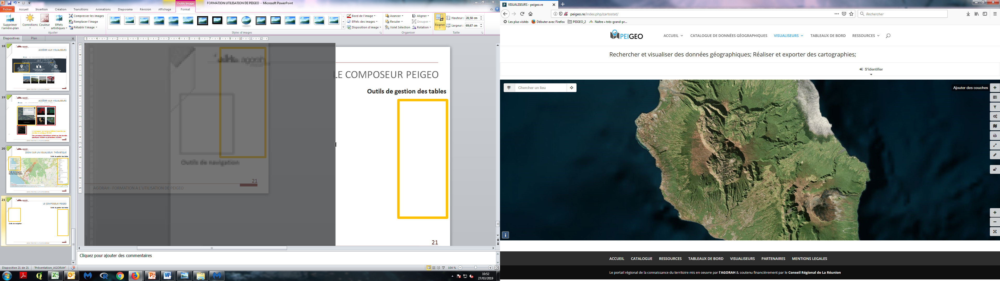 Outils Image
FORMATION UTILISATION DE PEIGEO - Microsoft PowerPoint
Fichier Accueil Insertion Création Transitions Animations Diaporama Révision Affichage Format
Supprimer l'arrière-plan
Corrections
Couleur
Effets artistiques
Compresser les images
Remplacer l'image
Rétablir l'image
Ajuster
Styles d'images
Bord de l'image
Effets des images
Disposition d'image
Avancer
Reculer
Volet Sélection
Aligner
Grouper
Rotation
Organiser
Rogner
Hauteur : 28,58 cm
Largeur : 69,67 cm
Taille
Diapositives Plan
18
ACCÉDER AUX VISUALISEURS
19
ACCÉDER AUX VISUALISEURS
20
ZOOM SUR UN VISUALISEUR THÉMATIQUE
Outils de gestion des tables
Outils de navigation
21
LE COMPOSEUR PEIGEO
Outils de gestion des tables
Outils de navigation
agorah
LE COMPOSEUR PEIGEO
Outils de gestion des tables
Outils de navigation
21
AGORAH - FORMATION A L'UTILISATION DE PEIGEO
21
Cliquez pour ajouter des commentaires
Diapositive 21 de 21
"Présentation_AGORAH"
104 %
10:52
27/03/2019
VISUALISEURS - peigeo.re
peigeo.re/index.php/cartostat/
Rechercher
Les plus visités Débuter avec Firefox PEIGEO_2 Naître « très-grand-pr...
PEIGEO
ACCUEIL CATALOGUE DE DONNÉES GÉOGRAPHIQUES VISUALISEURS TABLEAUX DE BORD RESSOURCES
Rechercher et visualiser des données géographiques; Réaliser et exporter des cartographies;
S'identifier
Chercher un lieu
Ajouter des couches
ACCUEIL CATALOGUE RESSOURCES TABLEAUX DE BORD VISUALISEURS PARTENAIRES MENTIONS LEGALES
Le portail régional de la connaissance du territoire mis en oeuvre par l'AGORAH & soutenu financièrement par le Conseil Régional de La Réunion